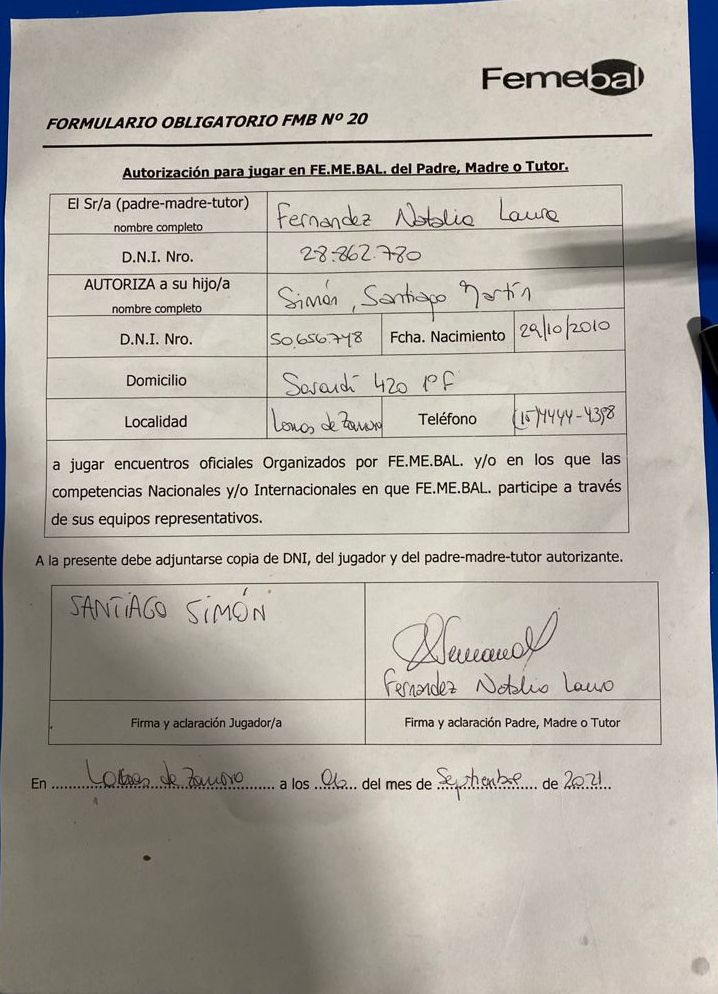 Femebal
FORMULARIO OBLIGATORIO FMB Nº 20
Autorización para jugar en FE.ME.BAL. del Padre, Madre o Tutor.
El Sr/a (padre-madre-tutor)
nombre completo
Fernandez Natalia Laura
D.N.I. Nro.
28.862.780
AUTORIZA a su hijo/a
nombre completo
Simón, Santiago Martín
D.N.I. Nro. 50.656.748 Fcha. Nacimiento 29/10/2010
Domicilio Sarandí 420 1º F
Localidad Lomas de Zamora Teléfono (15)4444-4398
a jugar encuentros oficiales Organizados por FE.ME.BAL. y/o en los que las
competencias Nacionales y/o Internacionales en que FE.ME.BAL. participe a través
de sus equipos representativos.
A la presente debe adjuntarse copia de DNI, del jugador y del padre-madre-tutor autorizante.
SANTIAGO SIMÓN
Fernandez Natalia Laura
Firma y aclaración Jugador/a Firma y aclaración Padre, Madre o Tutor
En Lomas de Zamora a los 06 del mes de Septiembre de 2021